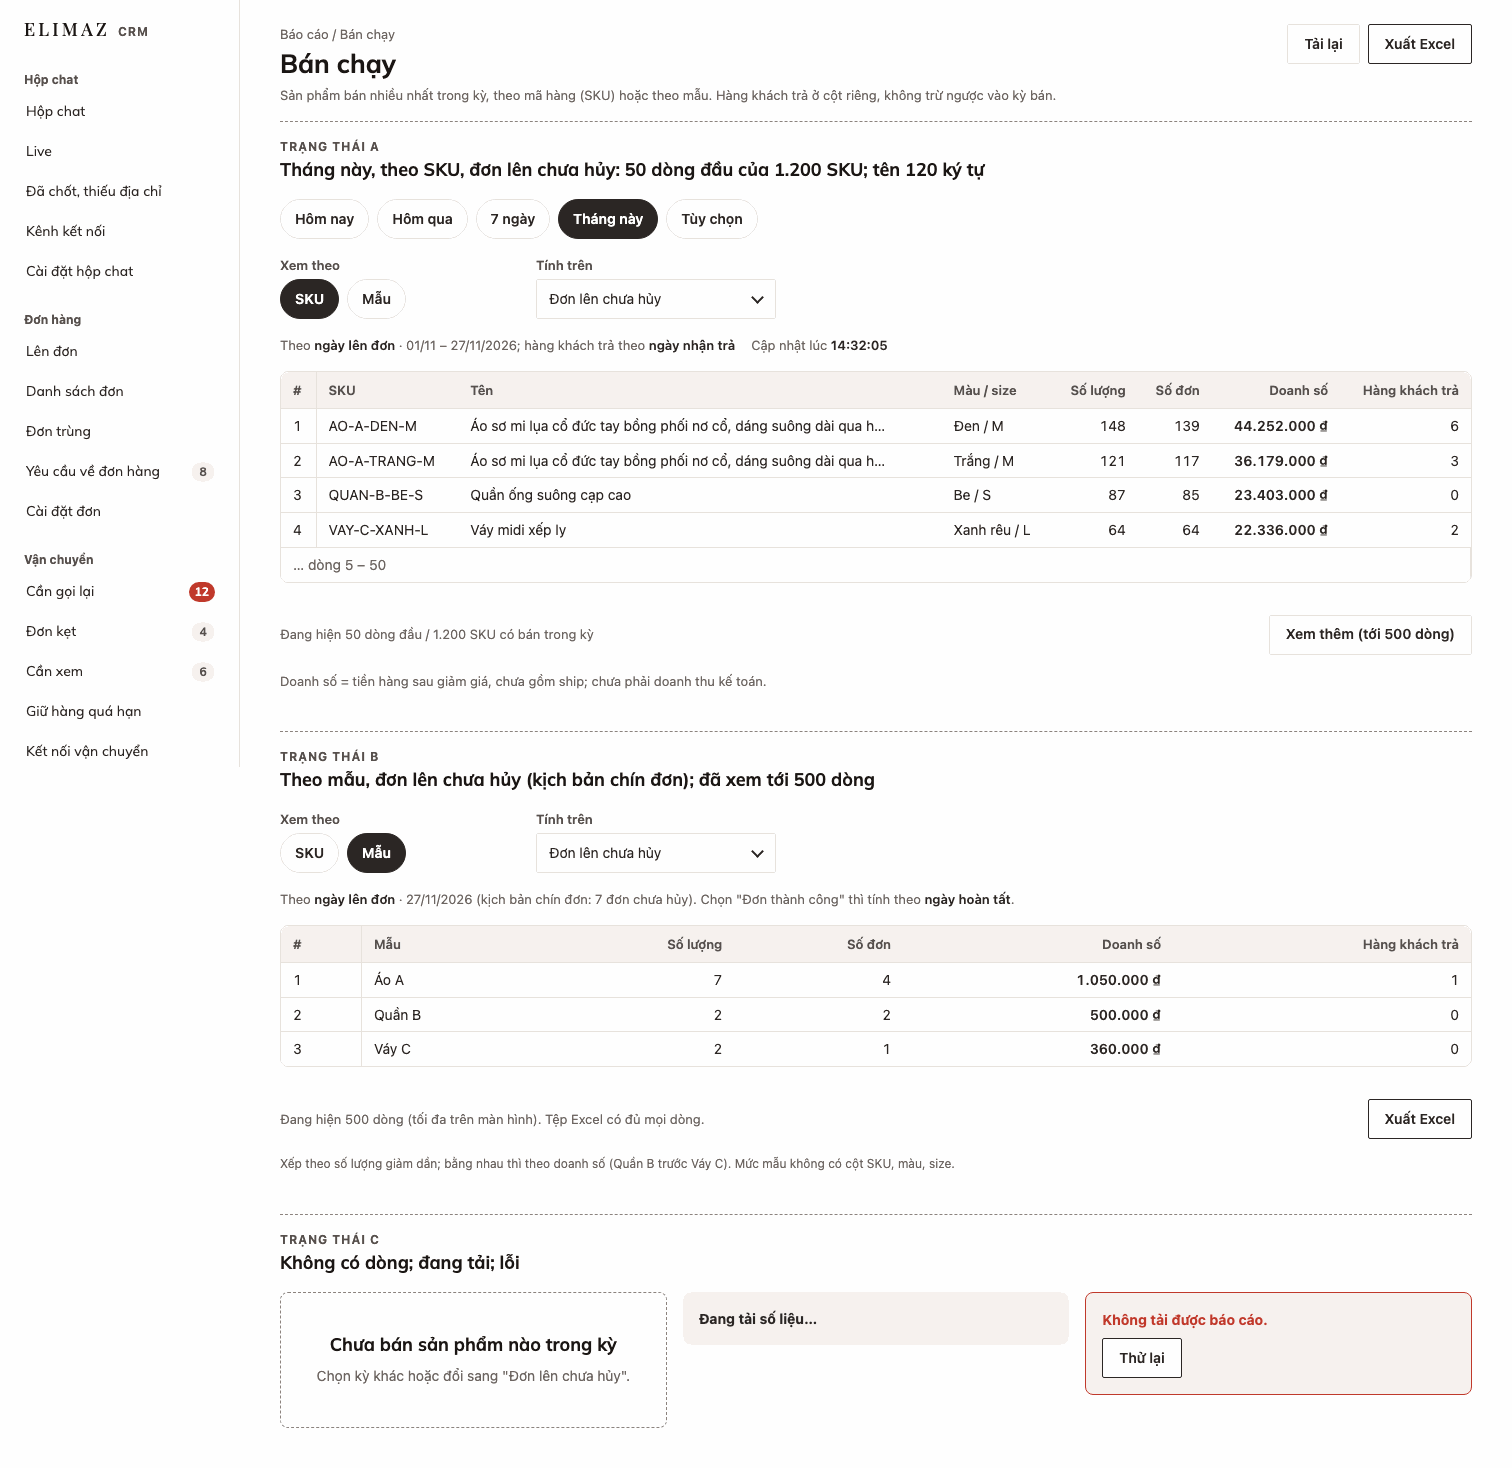 ELIMAZ CRM
Hộp chat
Hộp chat
Live
Đã chốt, thiếu địa chỉ
Kênh kết nối
Cài đặt hộp chat
Đơn hàng
Lên đơn
Danh sách đơn
Đơn trùng
Yêu cầu về đơn hàng 8
Cài đặt đơn
Vận chuyển
Cần gọi lại 12
Đơn kẹt 4
Cần xem 6
Giữ hàng quá hạn
Kết nối vận chuyển
Báo cáo / Bán chạy
Bán chạy
Tải lại Xuất Excel
Sản phẩm bán nhiều nhất trong kỳ, theo mã hàng (SKU) hoặc theo mẫu. Hàng khách trả ở cột riêng, không trừ ngược vào kỳ bán.
TRẠNG THÁI A
Tháng này, theo SKU, đơn lên chưa hủy: 50 dòng đầu của 1.200 SKU; tên 120 ký tự
Hôm nay Hôm qua 7 ngày Tháng này Tùy chọn
Xem theo Tính trên
SKU Mẫu Đơn lên chưa hủy
Theo ngày lên đơn · 01/11 – 27/11/2026; hàng khách trả theo ngày nhận trả Cập nhật lúc 14:32:05
# SKU Tên Màu / size Số lượng Số đơn Doanh số Hàng khách trả
1 AO-A-DEN-M Áo sơ mi lụa cổ đức tay bồng phối nơ cổ, dáng suông dài qua h... Đen / M 148 139 44.252.000 ₫ 6
2 AO-A-TRANG-M Áo sơ mi lụa cổ đức tay bồng phối nơ cổ, dáng suông dài qua h... Trắng / M 121 117 36.179.000 ₫ 3
3 QUAN-B-BE-S Quần ống suông cạp cao Be / S 87 85 23.403.000 ₫ 0
4 VAY-C-XANH-L Váy midi xếp ly Xanh rêu / L 64 64 22.336.000 ₫ 2
... dòng 5 – 50
Đang hiện 50 dòng đầu / 1.200 SKU có bán trong kỳ Xem thêm (tới 500 dòng)
Doanh số = tiền hàng sau giảm giá, chưa gồm ship; chưa phải doanh thu kế toán.
TRẠNG THÁI B
Theo mẫu, đơn lên chưa hủy (kịch bản chín đơn); đã xem tới 500 dòng
Xem theo Tính trên
SKU Mẫu Đơn lên chưa hủy
Theo ngày lên đơn · 27/11/2026 (kịch bản chín đơn: 7 đơn chưa hủy). Chọn "Đơn thành công" thì tính theo ngày hoàn tất.
# Mẫu Số lượng Số đơn Doanh số Hàng khách trả
1 Áo A 7 4 1.050.000 ₫ 1
2 Quần B 2 2 500.000 ₫ 0
3 Váy C 2 1 360.000 ₫ 0
Đang hiện 500 dòng (tối đa trên màn hình). Tệp Excel có đủ mọi dòng. Xuất Excel
Xếp theo số lượng giảm dần; bằng nhau thì theo doanh số (Quần B trước Váy C). Mức mẫu không có cột SKU, màu, size.
TRẠNG THÁI C
Không có dòng; đang tải; lỗi
Chưa bán sản phẩm nào trong kỳ
Chọn kỳ khác hoặc đổi sang "Đơn lên chưa hủy".
Đang tải số liệu...
Không tải được báo cáo.
Thử lại